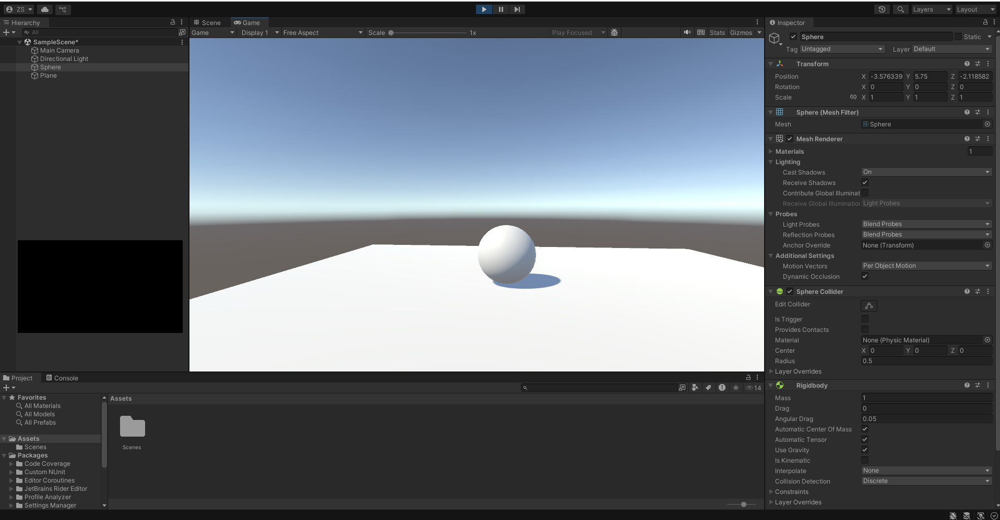 ZS
Layers
Layout
Hierarchy
All
SampleScene*
Main Camera
Directional Light
Sphere
Plane
Scene
Game
Game
Display 1
Free Aspect
Scale
1x
Play Focused
Stats
Gizmos
Inspector
Sphere
Static
Tag
Untagged
Layer
Default
Transform
Position X -3.576339 Y 5.75 Z -2.118582
Rotation X 0 Y 0 Z 0
Scale X 1 Y 1 Z 1
Sphere (Mesh Filter)
Mesh Sphere
Mesh Renderer
Materials 1
Lighting
Cast Shadows On
Receive Shadows
Contribute Global Illuminat
Receive Global Illumination Light Probes
Probes
Light Probes Blend Probes
Reflection Probes Blend Probes
Anchor Override None (Transform)
Additional Settings
Motion Vectors Per Object Motion
Dynamic Occlusion
Sphere Collider
Edit Collider
Is Trigger
Provides Contacts
Material None (Physic Material)
Center X 0 Y 0 Z 0
Radius 0.5
Layer Overrides
Rigidbody
Mass 1
Drag 0
Angular Drag 0.05
Automatic Center Of Mass
Automatic Tensor
Use Gravity
Is Kinematic
Interpolate None
Collision Detection Discrete
Constraints
Layer Overrides
Project
Console
14
Favorites
All Materials
All Models
All Prefabs
Assets
Scenes
Packages
Code Coverage
Custom NUnit
Editor Coroutines
JetBrains Rider Editor
Profile Analyzer
Settings Manager
Assets
Scenes